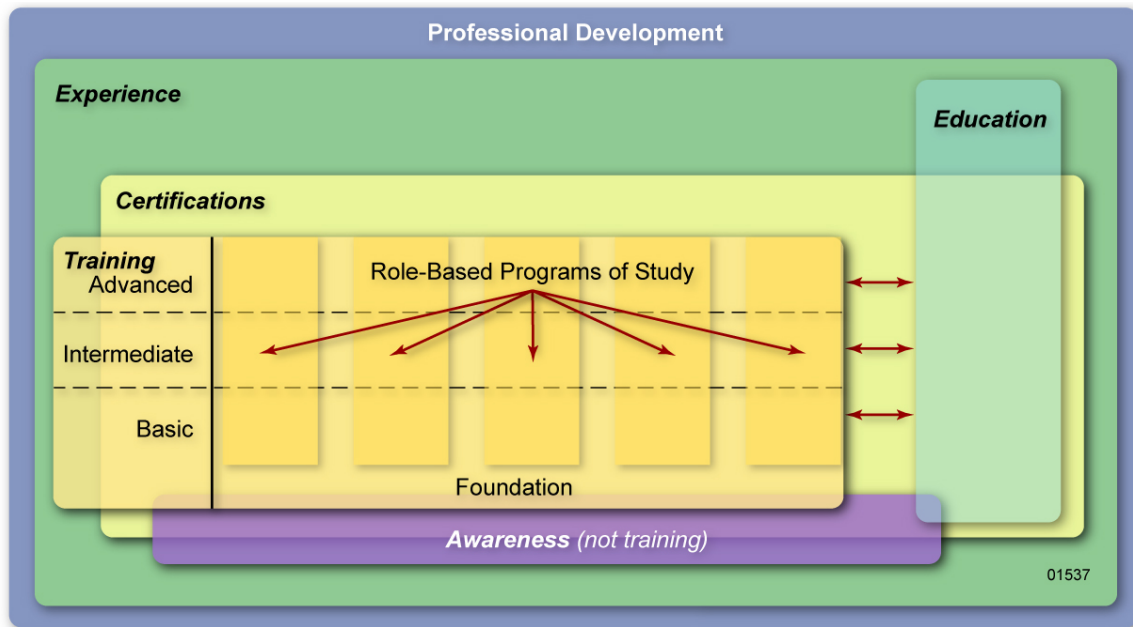 Professional Development
Experience
Education
Certifications
Training
Role-Based Programs of Study
Advanced
Intermediate
Basic
Foundation
Awareness (not training)
01537